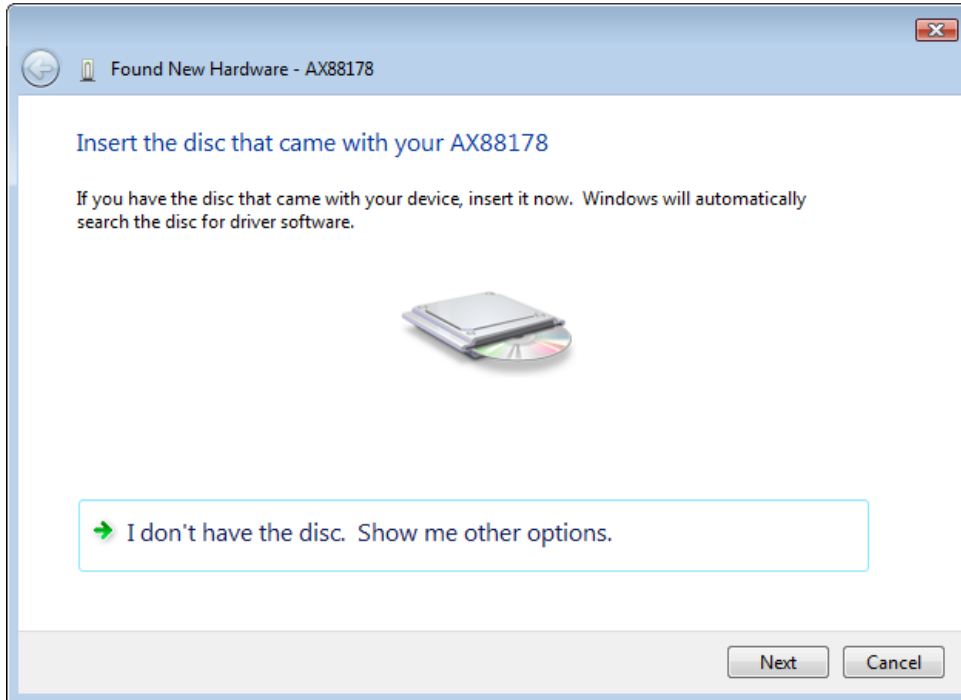 Found New Hardware - AX88178
Insert the disc that came with your AX88178
If you have the disc that came with your device, insert it now.  Windows will automatically
search the disc for driver software.
I don't have the disc.  Show me other options.
Next
Cancel